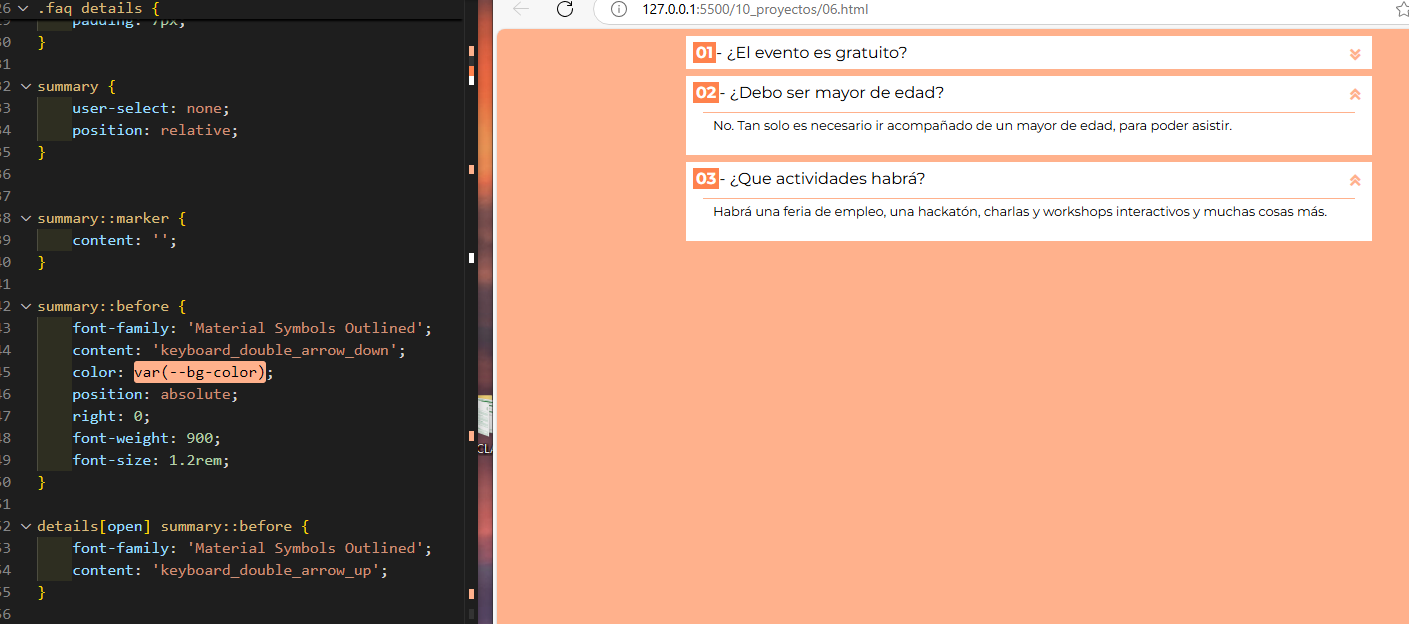 26 .faq details {
padding: 7px;
30 }
31
32 summary {
33 user-select: none;
34 position: relative;
35 }
36
37
38 summary::marker {
39 content: '';
40 }
41
42 summary::before {
43 font-family: 'Material Symbols Outlined';
44 content: 'keyboard_double_arrow_down';
45 color: var(--bg-color);
46 position: absolute;
47 right: 0;
48 font-weight: 900;
49 font-size: 1.2rem;
50 }
51
52 details[open] summary::before {
53 font-family: 'Material Symbols Outlined';
54 content: 'keyboard_double_arrow_up';
55 }
56
127.0.0.1:5500/10_proyectos/06.html
01 - ¿El evento es gratuito?
02 - ¿Debo ser mayor de edad?
No. Tan solo es necesario ir acompañado de un mayor de edad, para poder asistir.
03 - ¿Que actividades habrá?
Habrá una feria de empleo, una hackatón, charlas y workshops interactivos y muchas cosas más.